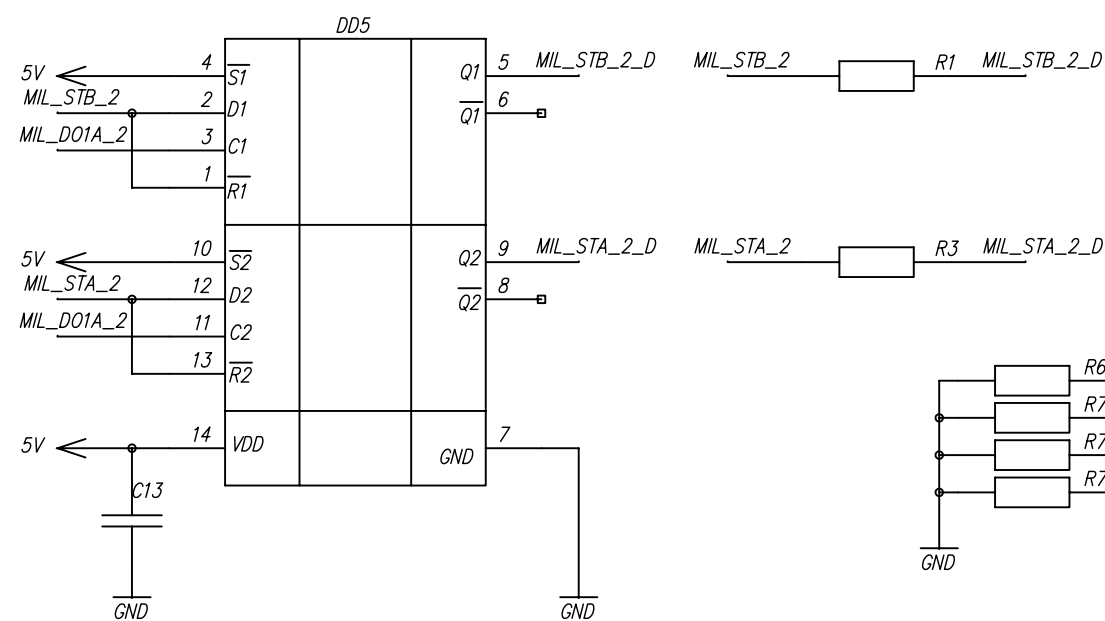 DD5
5V 4 S1 Q1 5 MIL_STB_2_D MIL_STB_2 R1 MIL_STB_2_D
MIL_STB_2 2 D1 Q1 6
MIL_D01A_2 3 C1
1 R1
5V 10 S2 Q2 9 MIL_STA_2_D MIL_STA_2 R3 MIL_STA_2_D
MIL_STA_2 12 D2 Q2 8
MIL_D01A_2 11 C2
13 R2
R6
R7
5V 14 VDD GND 7
R7
R7
C13
GND
GND GND